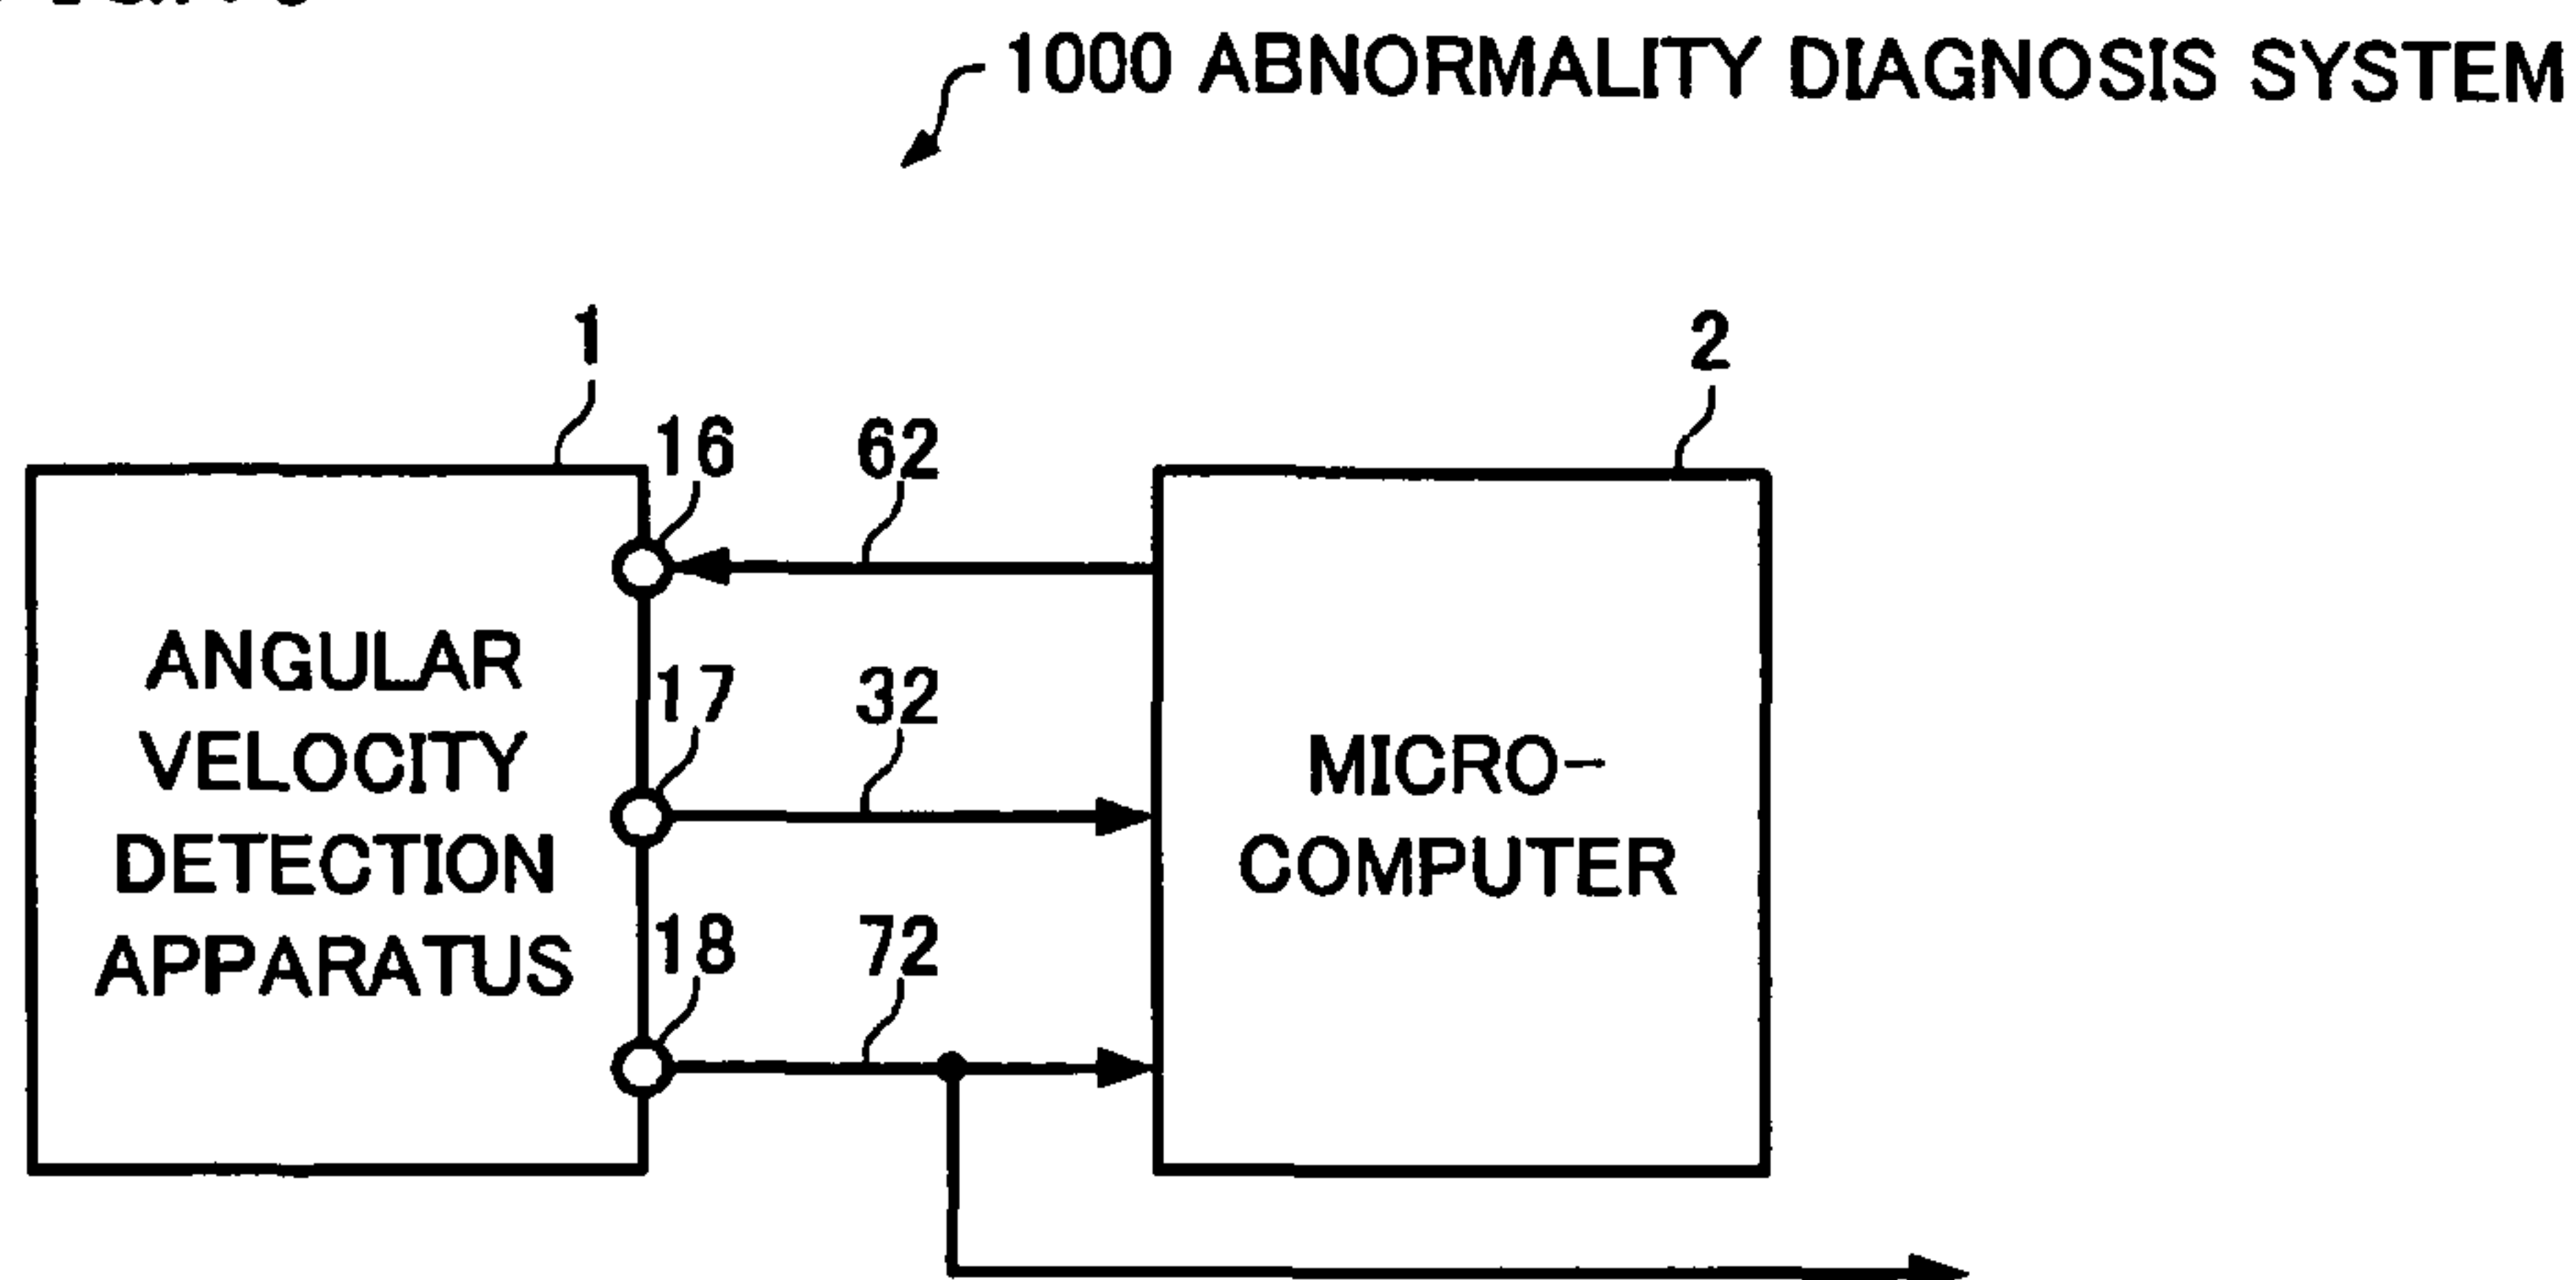 1000 ABNORMALITY DIAGNOSIS SYSTEM
1
2
16
62
17
32
18
72
ANGULAR
VELOCITY
DETECTION
APPARATUS
MICRO-
COMPUTER